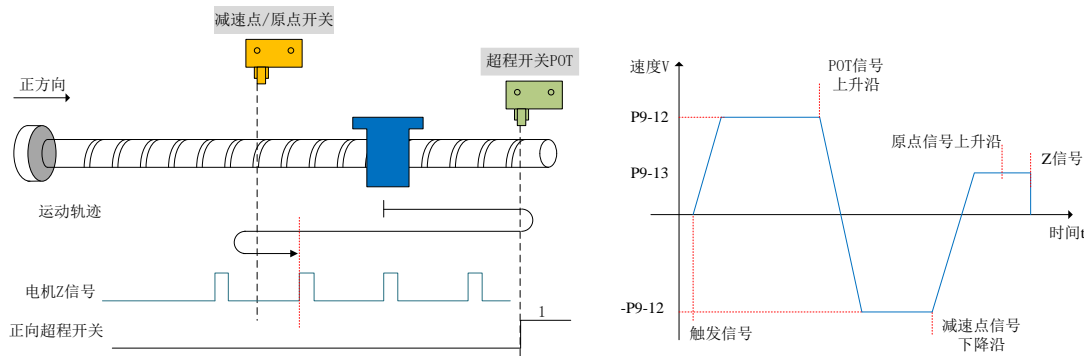 减速点/原点开关
超程开关POT
正方向
运动轨迹
电机Z信号
正向超程开关
1
速度V
POT信号
上升沿
P9-12
原点信号上升沿
Z信号
P9-13
时间t
-P9-12
触发信号
减速点信号
下降沿